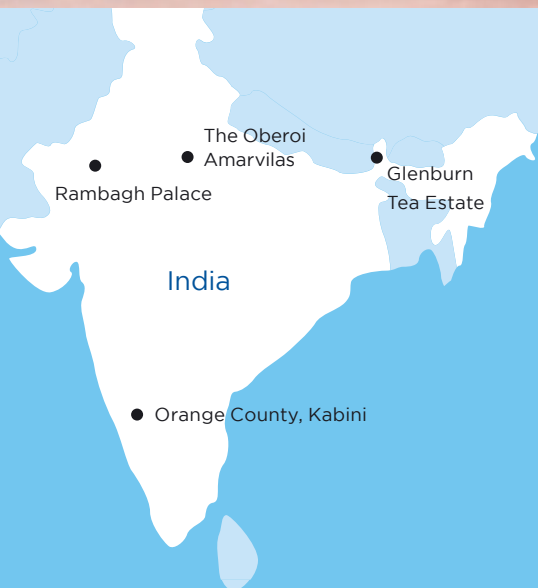 The Oberoi
Amarvilas
Rambagh Palace
Glenburn
Tea Estate
India
Orange County, Kabini